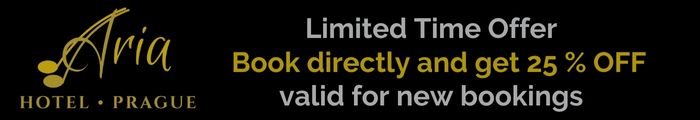 Aria
HOTEL • PRAGUE
Limited Time Offer
Book directly and get 25 % OFF
valid for new bookings